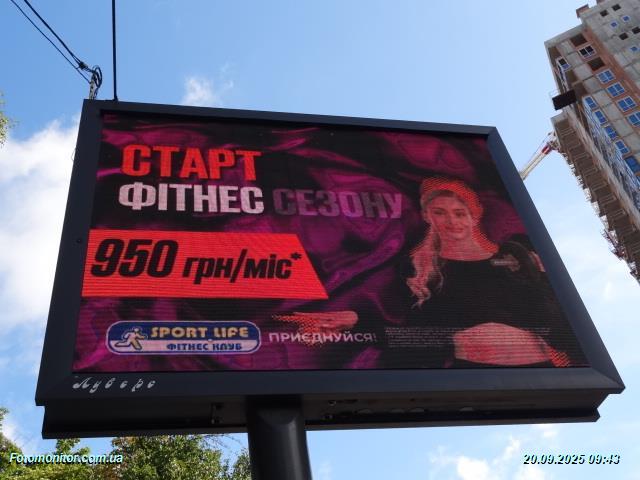 СТАРТ
ФІТНЕС СЕЗОНУ
950 грн/міс*
SPORT LIFE
ФІТНЕС КЛУБ
ПРИЄДНУЙСЯ!
Луверс
Fotomonitor.com.ua
20.09.2025 09:43